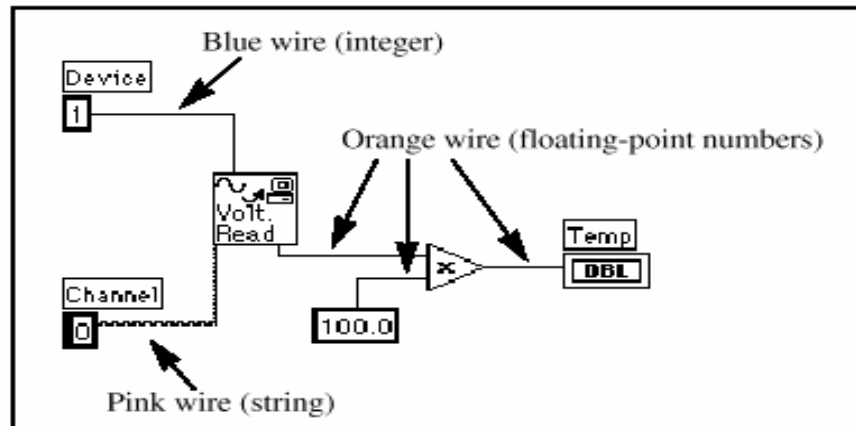 Blue wire (integer)
Device
1
Orange wire (floating-point numbers)
Volt.
Read
Temp
x
DBL
Channel
0
100.0
Pink wire (string)